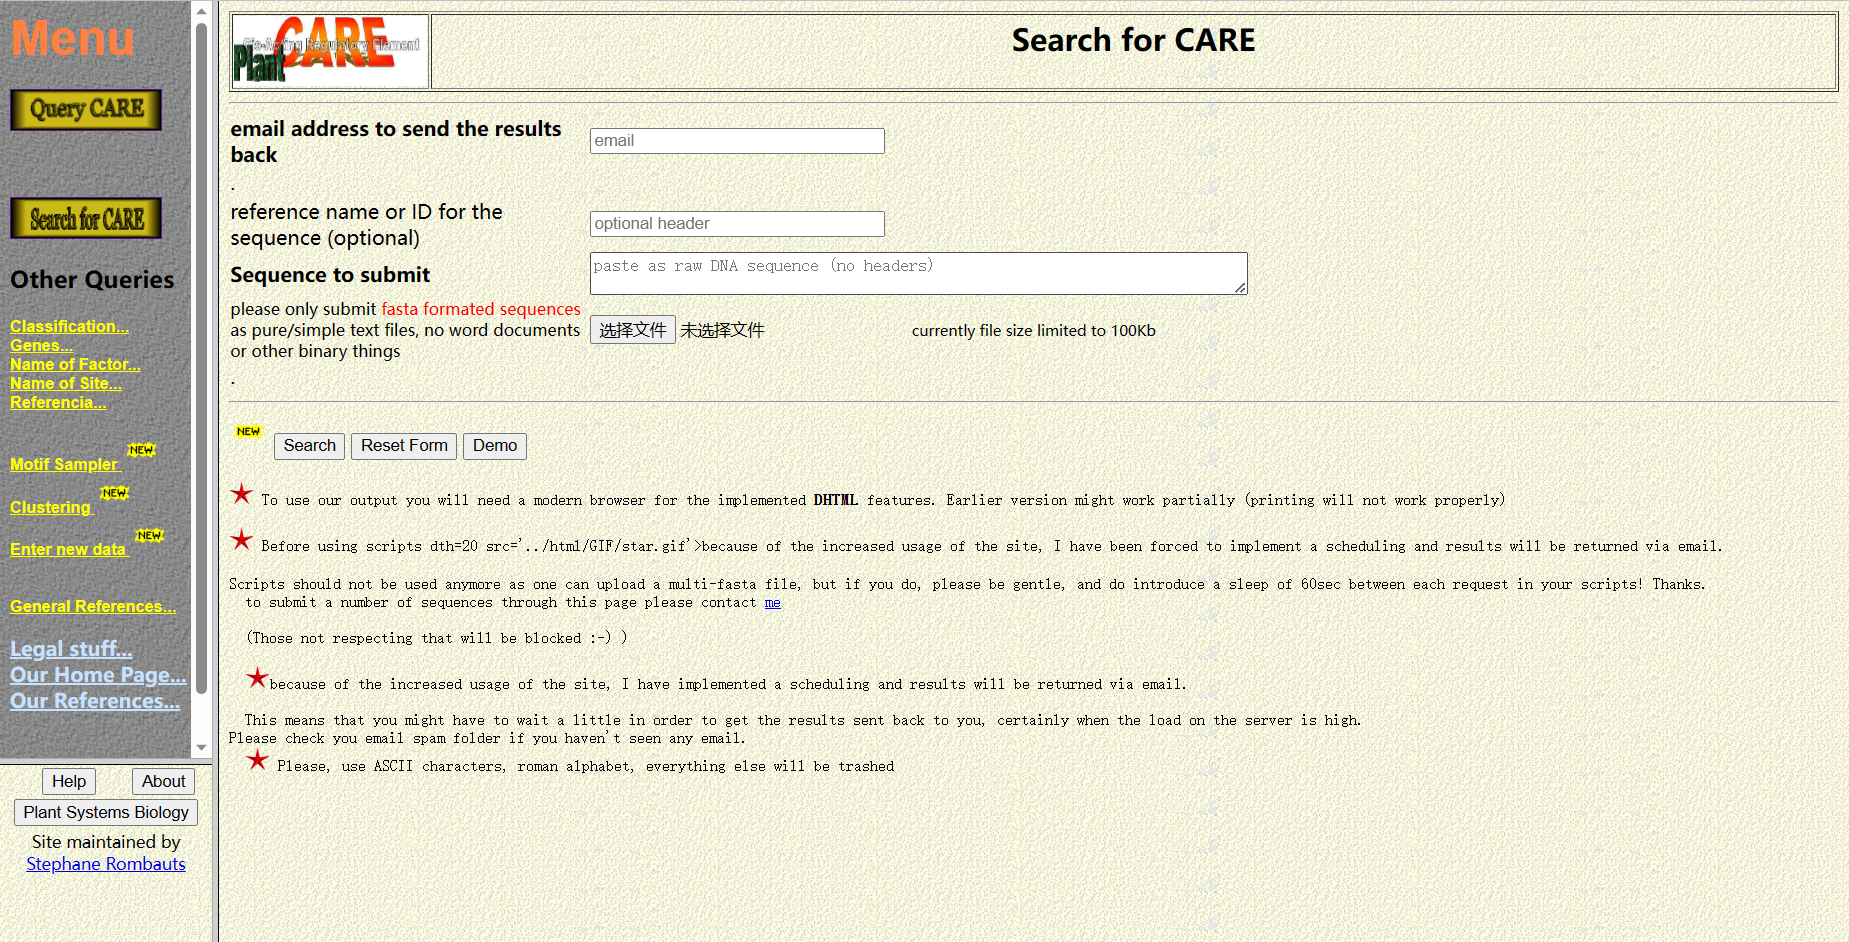 Menu
Query CARE
Search for CARE
Other Queries
Classification...
Genes...
Name of Factor...
Name of Site...
Referencia...
NEW
Motif Sampler
NEW
Clustering
NEW
Enter new data
General References...
Legal stuff...
Our Home Page...
Our References...
Help
About
Plant Systems Biology
Site maintained by
Stephane Rombauts
Cis-Acting Regulatory Element
PlantCARE
Search for CARE
email address to send the results
back
email
.
reference name or ID for the
sequence (optional)
optional header
Sequence to submit
paste as raw DNA sequence (no headers)
please only submit fasta formated sequences
as pure/simple text files, no word documents
or other binary things
选择文件 未选择文件
currently file size limited to 100Kb
.
NEW
Search
Reset Form
Demo
To use our output you will need a modern browser for the implemented DHTML features. Earlier version might work partially (printing will not work properly)
Before using scripts dth=20 src='../html/GIF/star.gif'>because of the increased usage of the site, I have been forced to implement a scheduling and results will be returned via email.
Scripts should not be used anymore as one can upload a multi-fasta file, but if you do, please be gentle, and do introduce a sleep of 60sec between each request in your scripts! Thanks.
to submit a number of sequences through this page please contact me
(Those not respecting that will be blocked :-) )
because of the increased usage of the site, I have implemented a scheduling and results will be returned via email.
This means that you might have to wait a little in order to get the results sent back to you, certainly when the load on the server is high.
Please check you email spam folder if you haven't seen any email.
Please, use ASCII characters, roman alphabet, everything else will be trashed